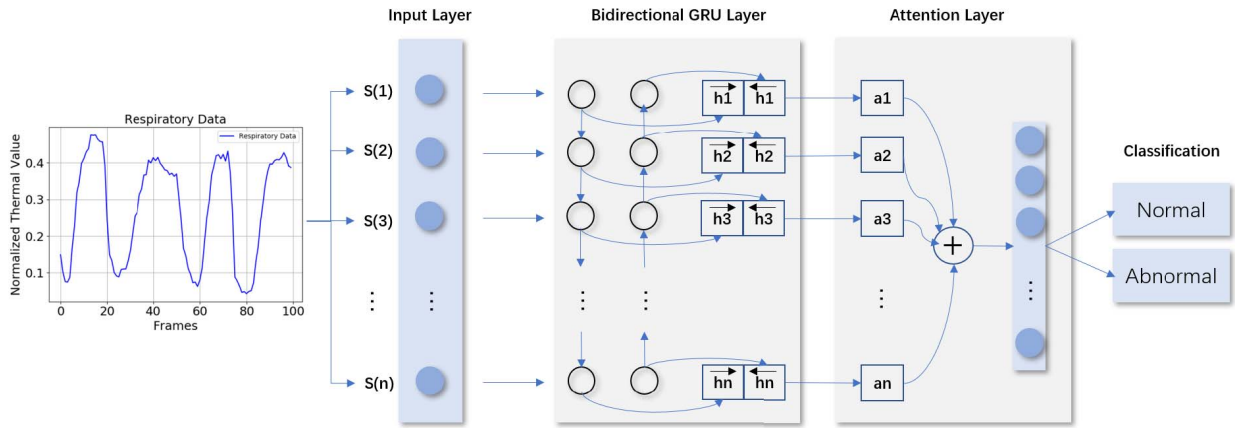 Input Layer
Bidirectional GRU Layer
Attention Layer
Respiratory Data
Respiratory Data
Normalized Thermal Value
0.4
0.3
0.2
0.1
0
20
40
60
80
100
Frames
S(1)
S(2)
S(3)
⋮
S(n)
⋮
h1 h1
h2 h2
h3 h3
⋮ ⋮
hn hn
a1
a2
a3
⋮
an
+
⋮
Classification
Normal
Abnormal